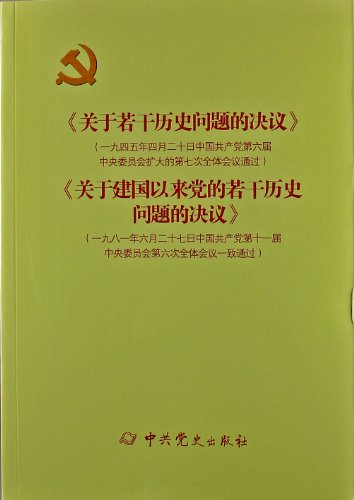 《关于若干历史问题的决议》
（一九四五年四月二十日中国共产党第六届
中央委员会扩大的第七次全体会议通过）
《关于建国以来党的若干历史
问题的决议》
（一九八一年六月二十七日中国共产党第十一届
中央委员会第六次全体会议一致通过）
中共党史出版社